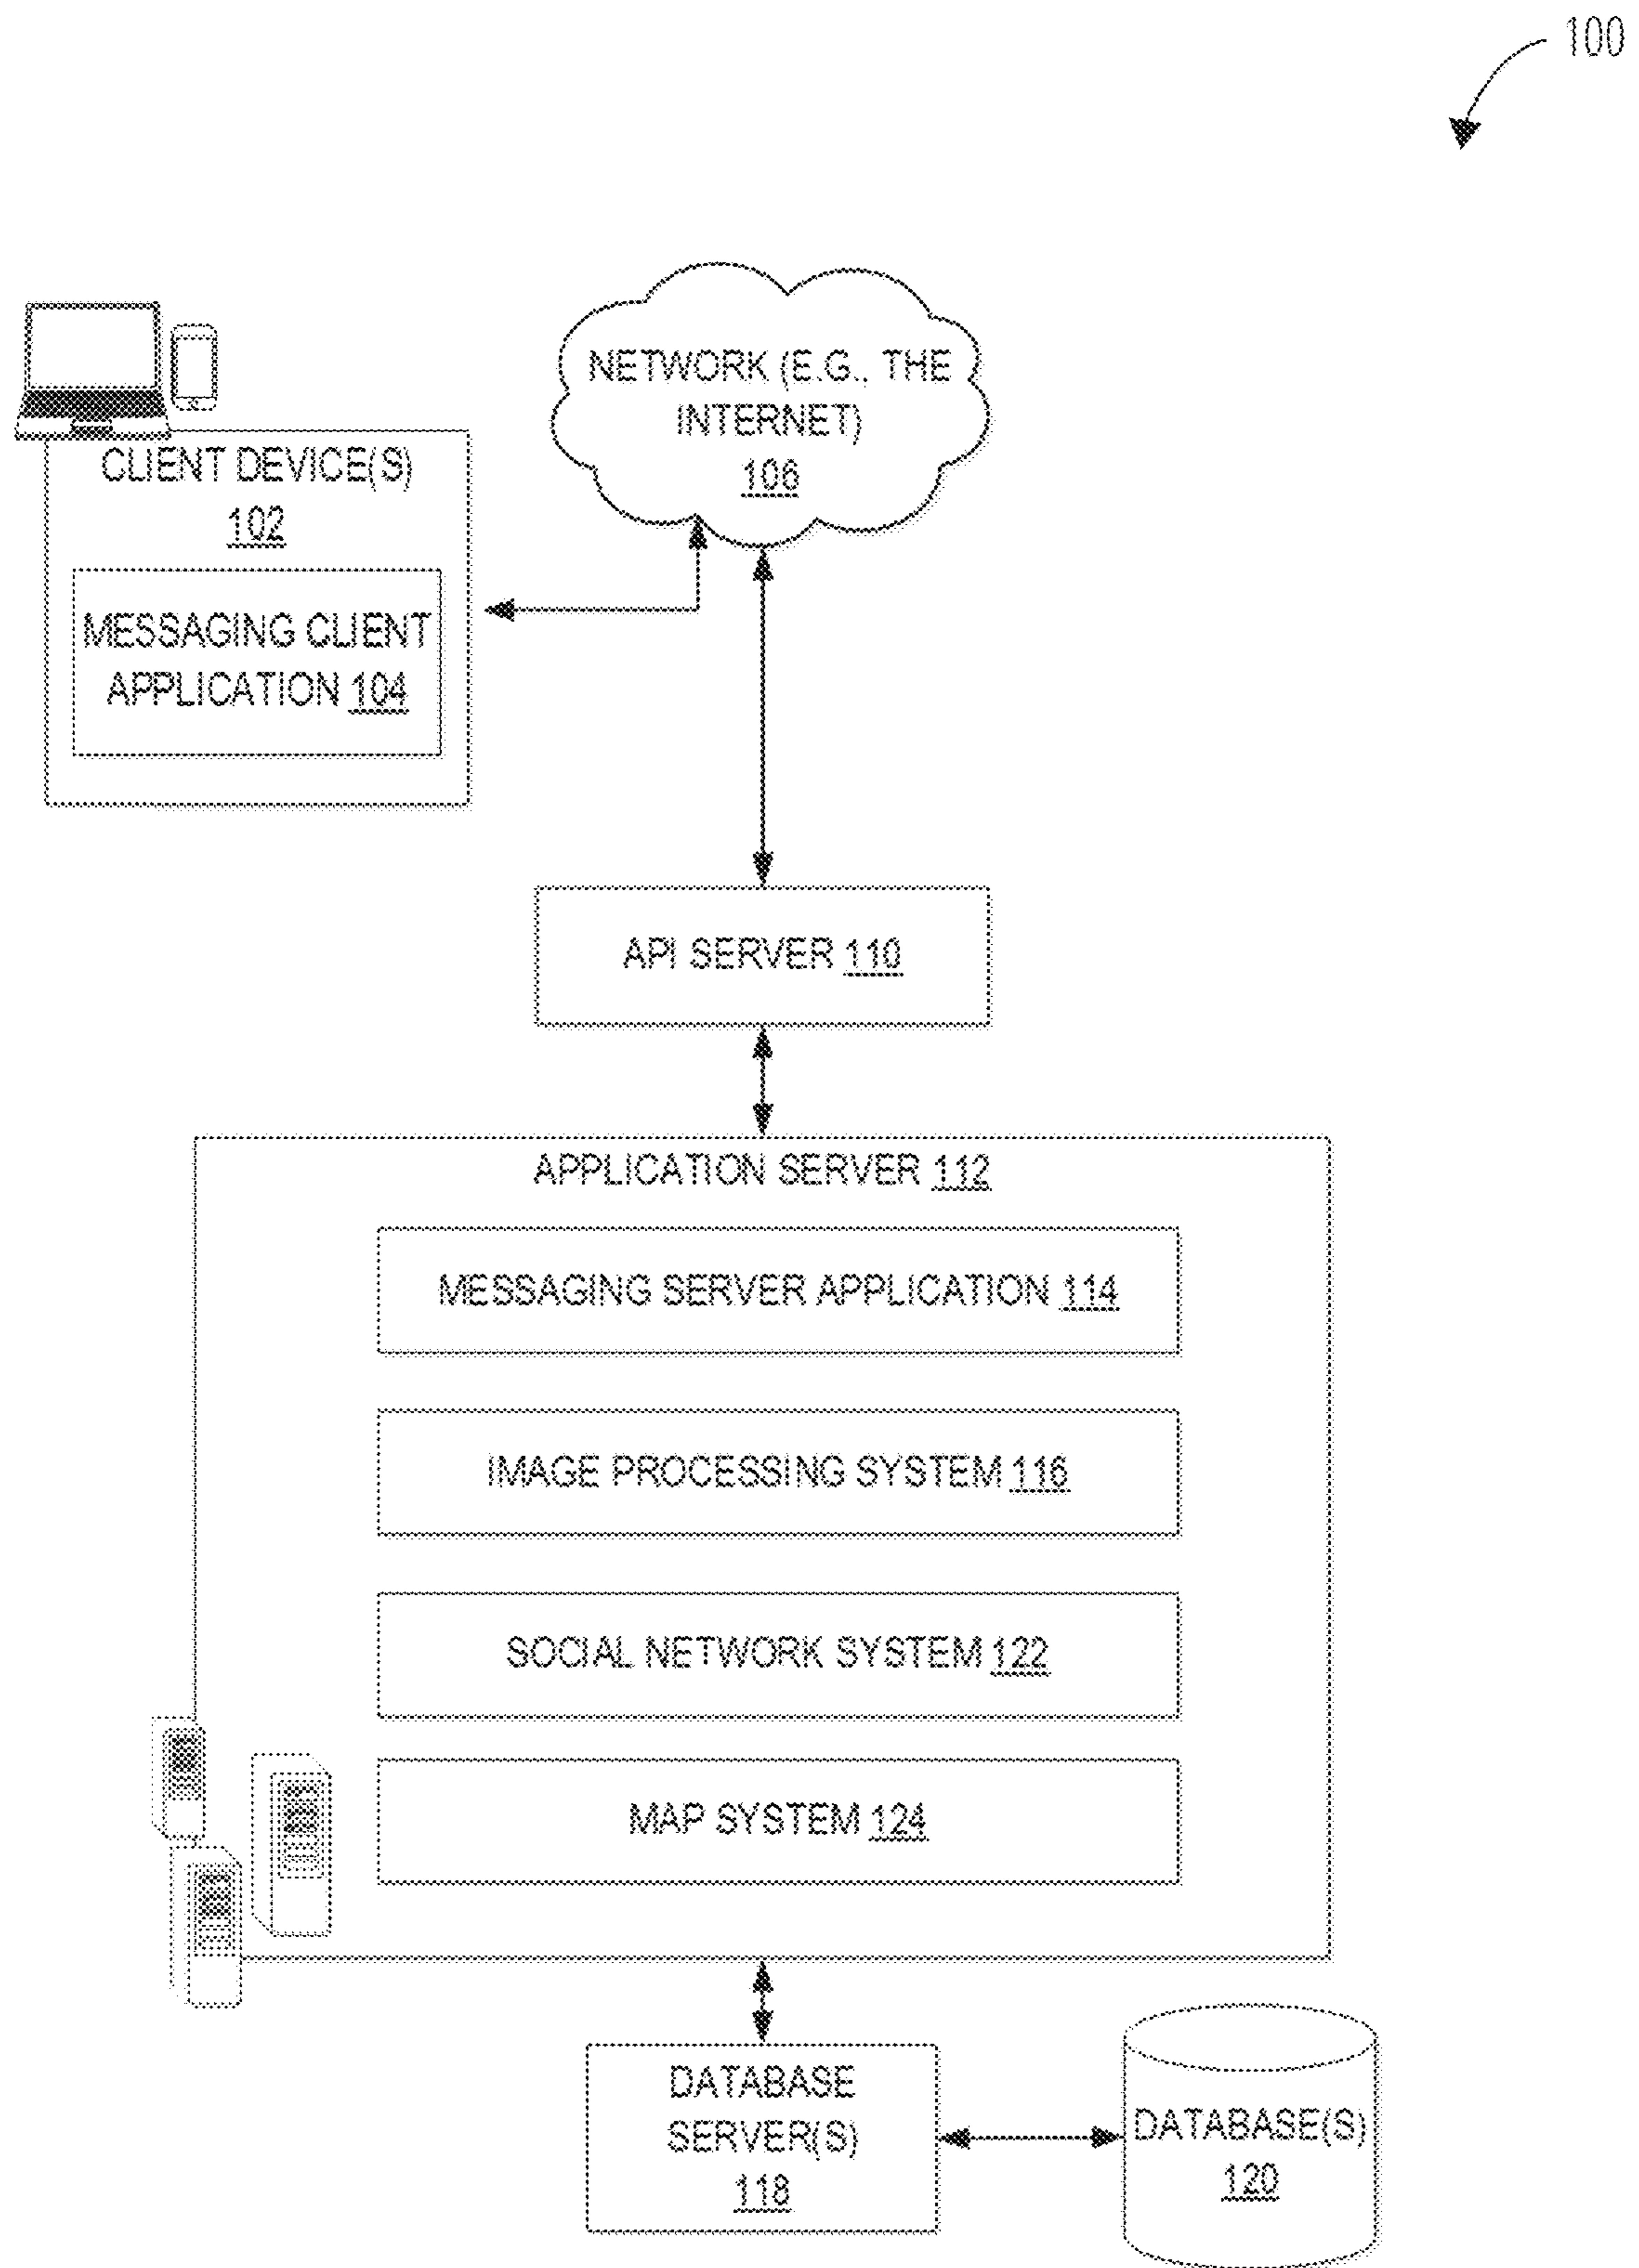 100
NETWORK (E.G., THE
INTERNET)
106
CLIENT DEVICE(S)
102
MESSAGING CLIENT
APPLICATION 104
API SERVER 110
APPLICATION SERVER 112
MESSAGING SERVER APPLICATION 114
IMAGE PROCESSING SYSTEM 116
SOCIAL NETWORK SYSTEM 122
MAP SYSTEM 124
DATABASE
SERVER(S)
118
DATABASE(S)
120